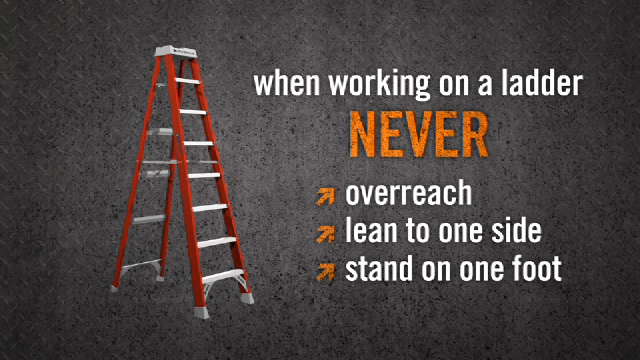 when working on a ladder
NEVER
overreach
lean to one side
stand on one foot